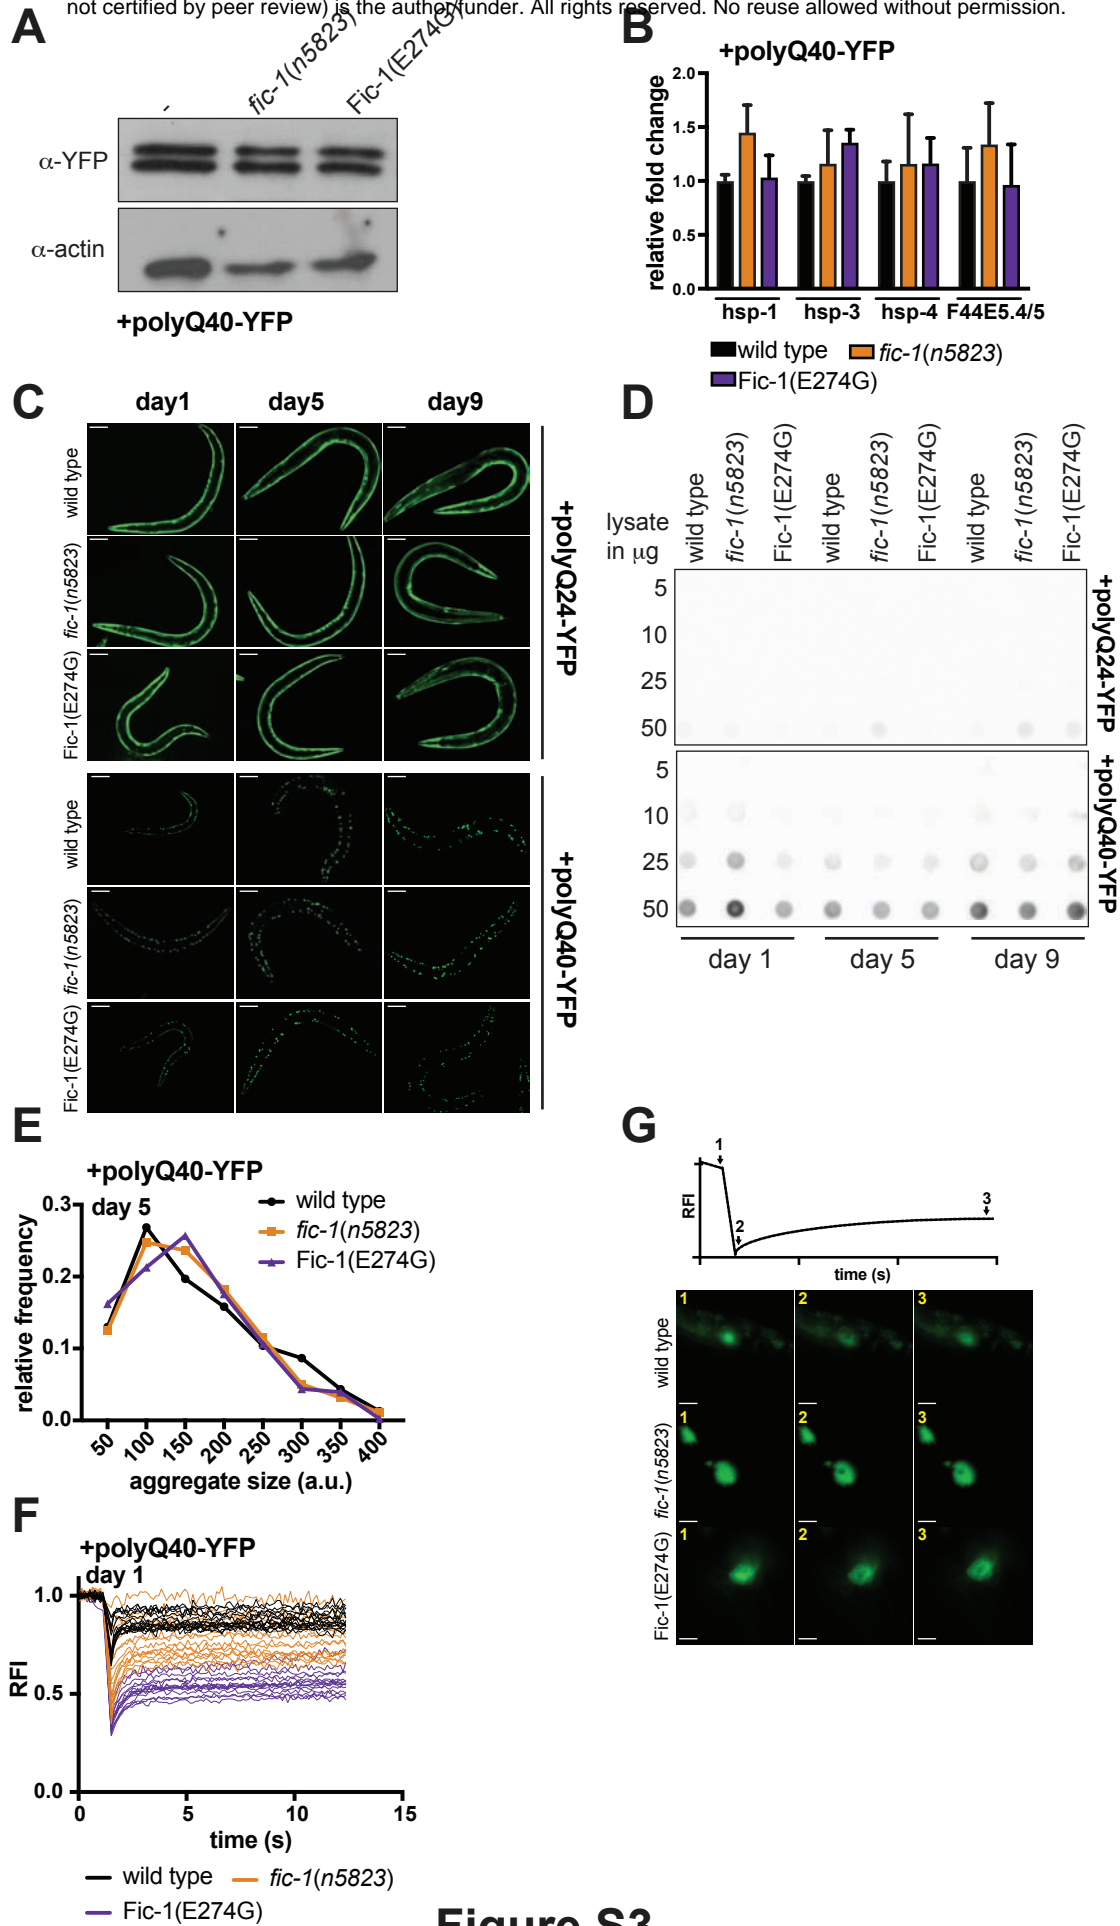 not certified by peer review) is the author/funder. All rights reserved. No reuse allowed without permission.
A
-
fic-1(n5823)
Fic-1(E274G)
α-YFP
α-actin
+polyQ40-YFP
B
+polyQ40-YFP
relative fold change
2.0
1.5
1.0
0.5
0.0
hsp-1 hsp-3 hsp-4 F44E5.4/5
wild type fic-1(n5823)
Fic-1(E274G)
C
day1 day5 day9
wild type
fic-1(n5823)
Fic-1(E274G)
+polyQ24-YFP
wild type
fic-1(n5823)
Fic-1(E274G)
+polyQ40-YFP
D
lysate
in μg
wild type
fic-1(n5823)
Fic-1(E274G)
wild type
fic-1(n5823)
Fic-1(E274G)
wild type
fic-1(n5823)
Fic-1(E274G)
5
10
25
50
+polyQ24-YFP
5
10
25
50
+polyQ40-YFP
day 1 day 5 day 9
E
+polyQ40-YFP
day 5
wild type
fic-1(n5823)
Fic-1(E274G)
relative frequency
0.3
0.2
0.1
0.0
50 100 150 200 250 300 350 400
aggregate size (a.u.)
F
+polyQ40-YFP
day 1
RFI
1.0
0.5
0.0
0 5 10 15
time (s)
wild type fic-1(n5823)
Fic-1(E274G)
G
RFI
1
2
3
time (s)
wild type
1 2 3
fic-1(n5823)
1 2 3
Fic-1(E274G)
1 2 3
Figure S3